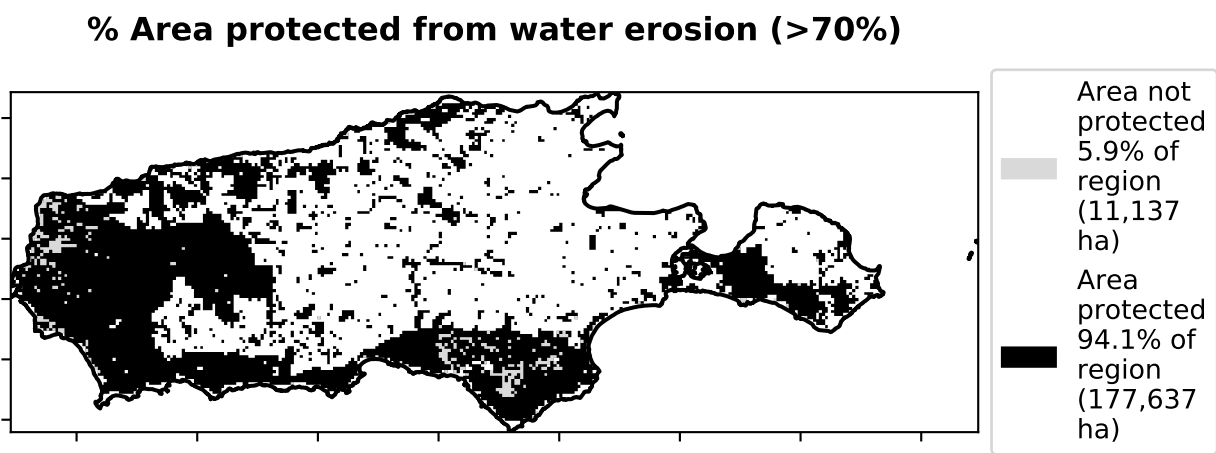 % Area protected from water erosion (>70%)
Area not
protected
5.9% of
region
(11,137
ha)
Area
protected
94.1% of
region
(177,637
ha)